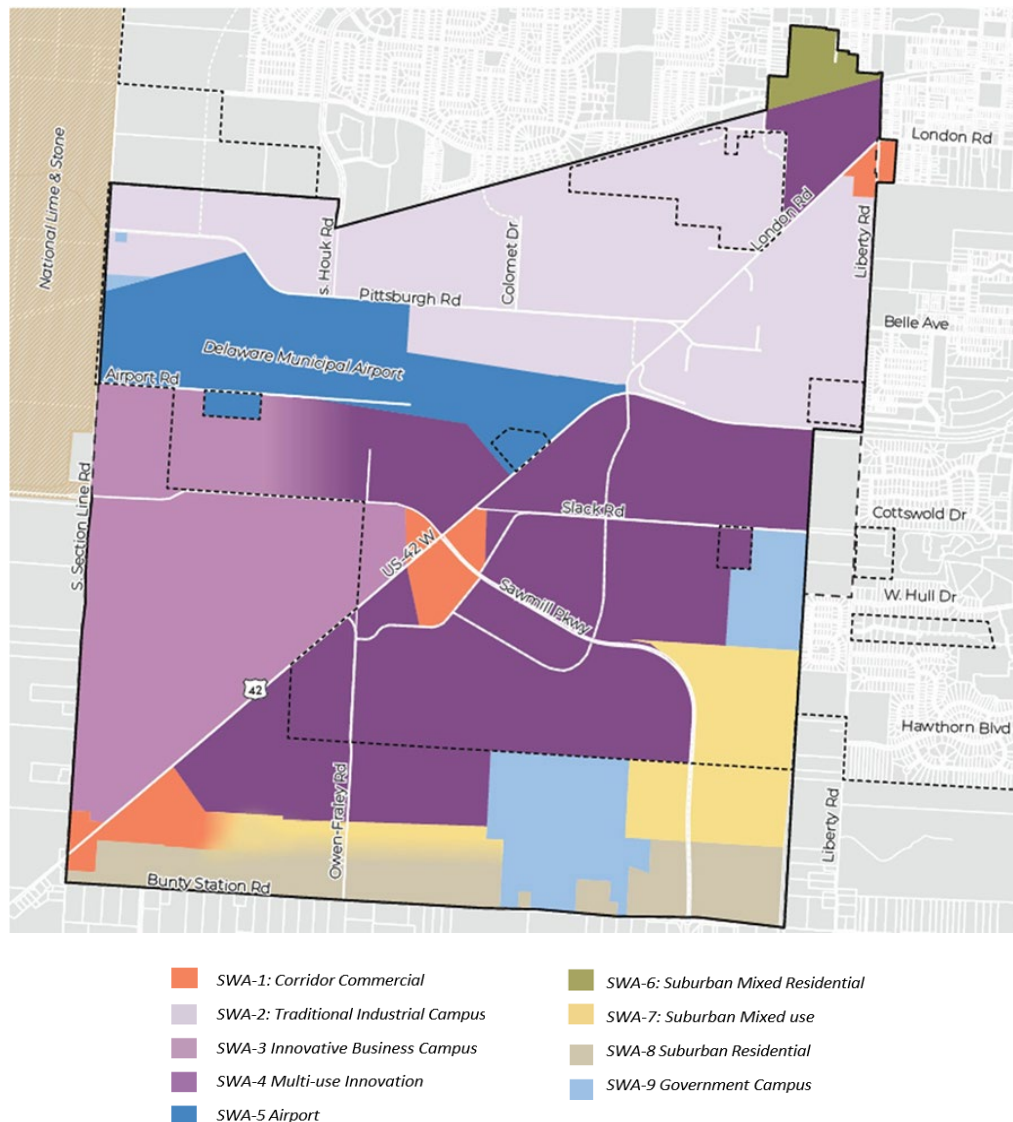 London Rd
National Lime & Stone
London Rd
Liberty Rd
s. Houk Rd
Colomet Dr
Pittsburgh Rd
Belle Ave
Delaware Municipal Airport
Airport Rd
S. Section Line Rd
Slack Rd
Cottswold Dr
US-42 W
Sawmill Pkwy
W. Hull Dr
42
Hawthorn Blvd
Owen-Fraley Rd
Liberty Rd
Bunty Station Rd
SWA-1: Corridor Commercial
SWA-2: Traditional Industrial Campus
SWA-3 Innovative Business Campus
SWA-4 Multi-use Innovation
SWA-5 Airport
SWA-6: Suburban Mixed Residential
SWA-7: Suburban Mixed use
SWA-8 Suburban Residential
SWA-9 Government Campus